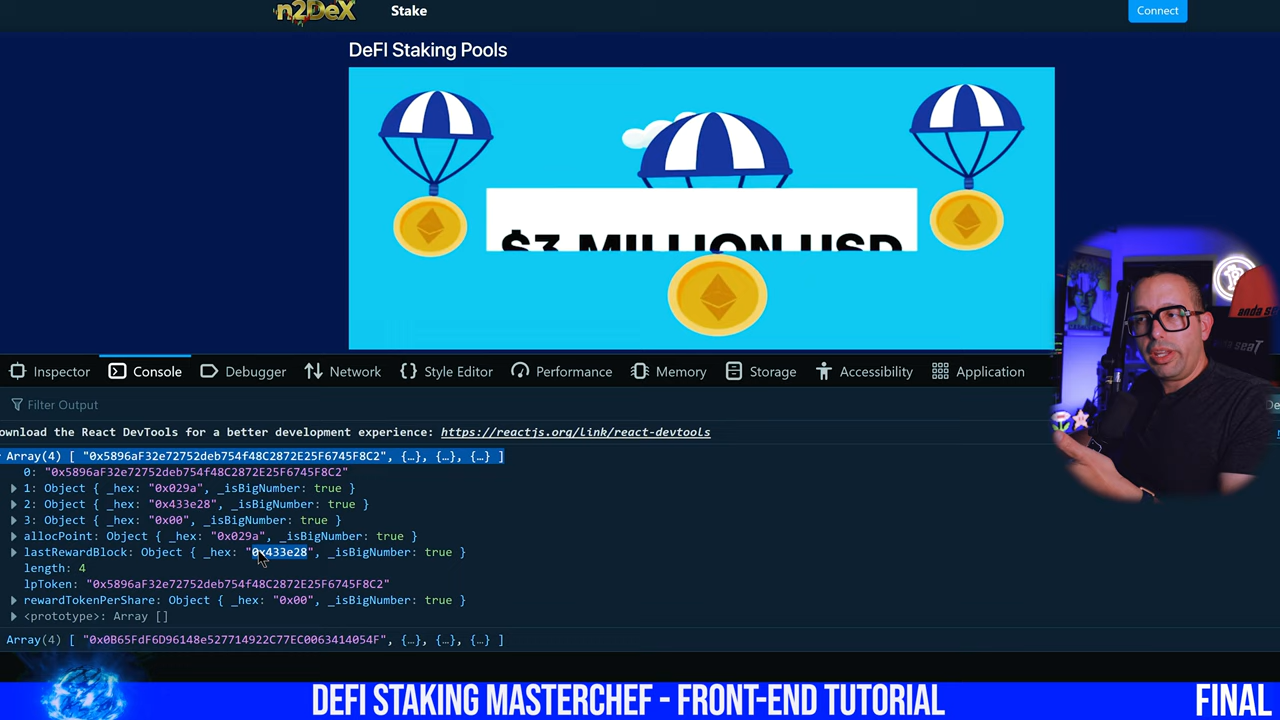 n2DeX
Stake
Connect
DeFI Staking Pools
$3 MILLION USD
Inspector Console Debugger Network Style Editor Performance Memory Storage Accessibility Application
Filter Output
ownload the React DevTools for a better development experience: https://reactjs.org/link/react-devtools
Array(4) [ "0x5896aF32e72752deb754f48C2872E25F6745F8C2", {…}, {…}, {…} ]
0: "0x5896aF32e72752deb754f48C2872E25F6745F8C2"
1: Object { _hex: "0x029a", _isBigNumber: true }
2: Object { _hex: "0x433e28", _isBigNumber: true }
3: Object { _hex: "0x00", _isBigNumber: true }
allocPoint: Object { _hex: "0x029a", _isBigNumber: true }
lastRewardBlock: Object { _hex: "0x433e28", _isBigNumber: true }
length: 4
lpToken: "0x5896aF32e72752deb754f48C2872E25F6745F8C2"
rewardTokenPerShare: Object { _hex: "0x00", _isBigNumber: true }
<prototype>: Array []
Array(4) [ "0x0B65FdF6D96148e527714922C77EC0063414054F", {…}, {…}, {…} ]
DEFI STAKING MASTERCHEF - FRONT-END TUTORIAL
FINAL